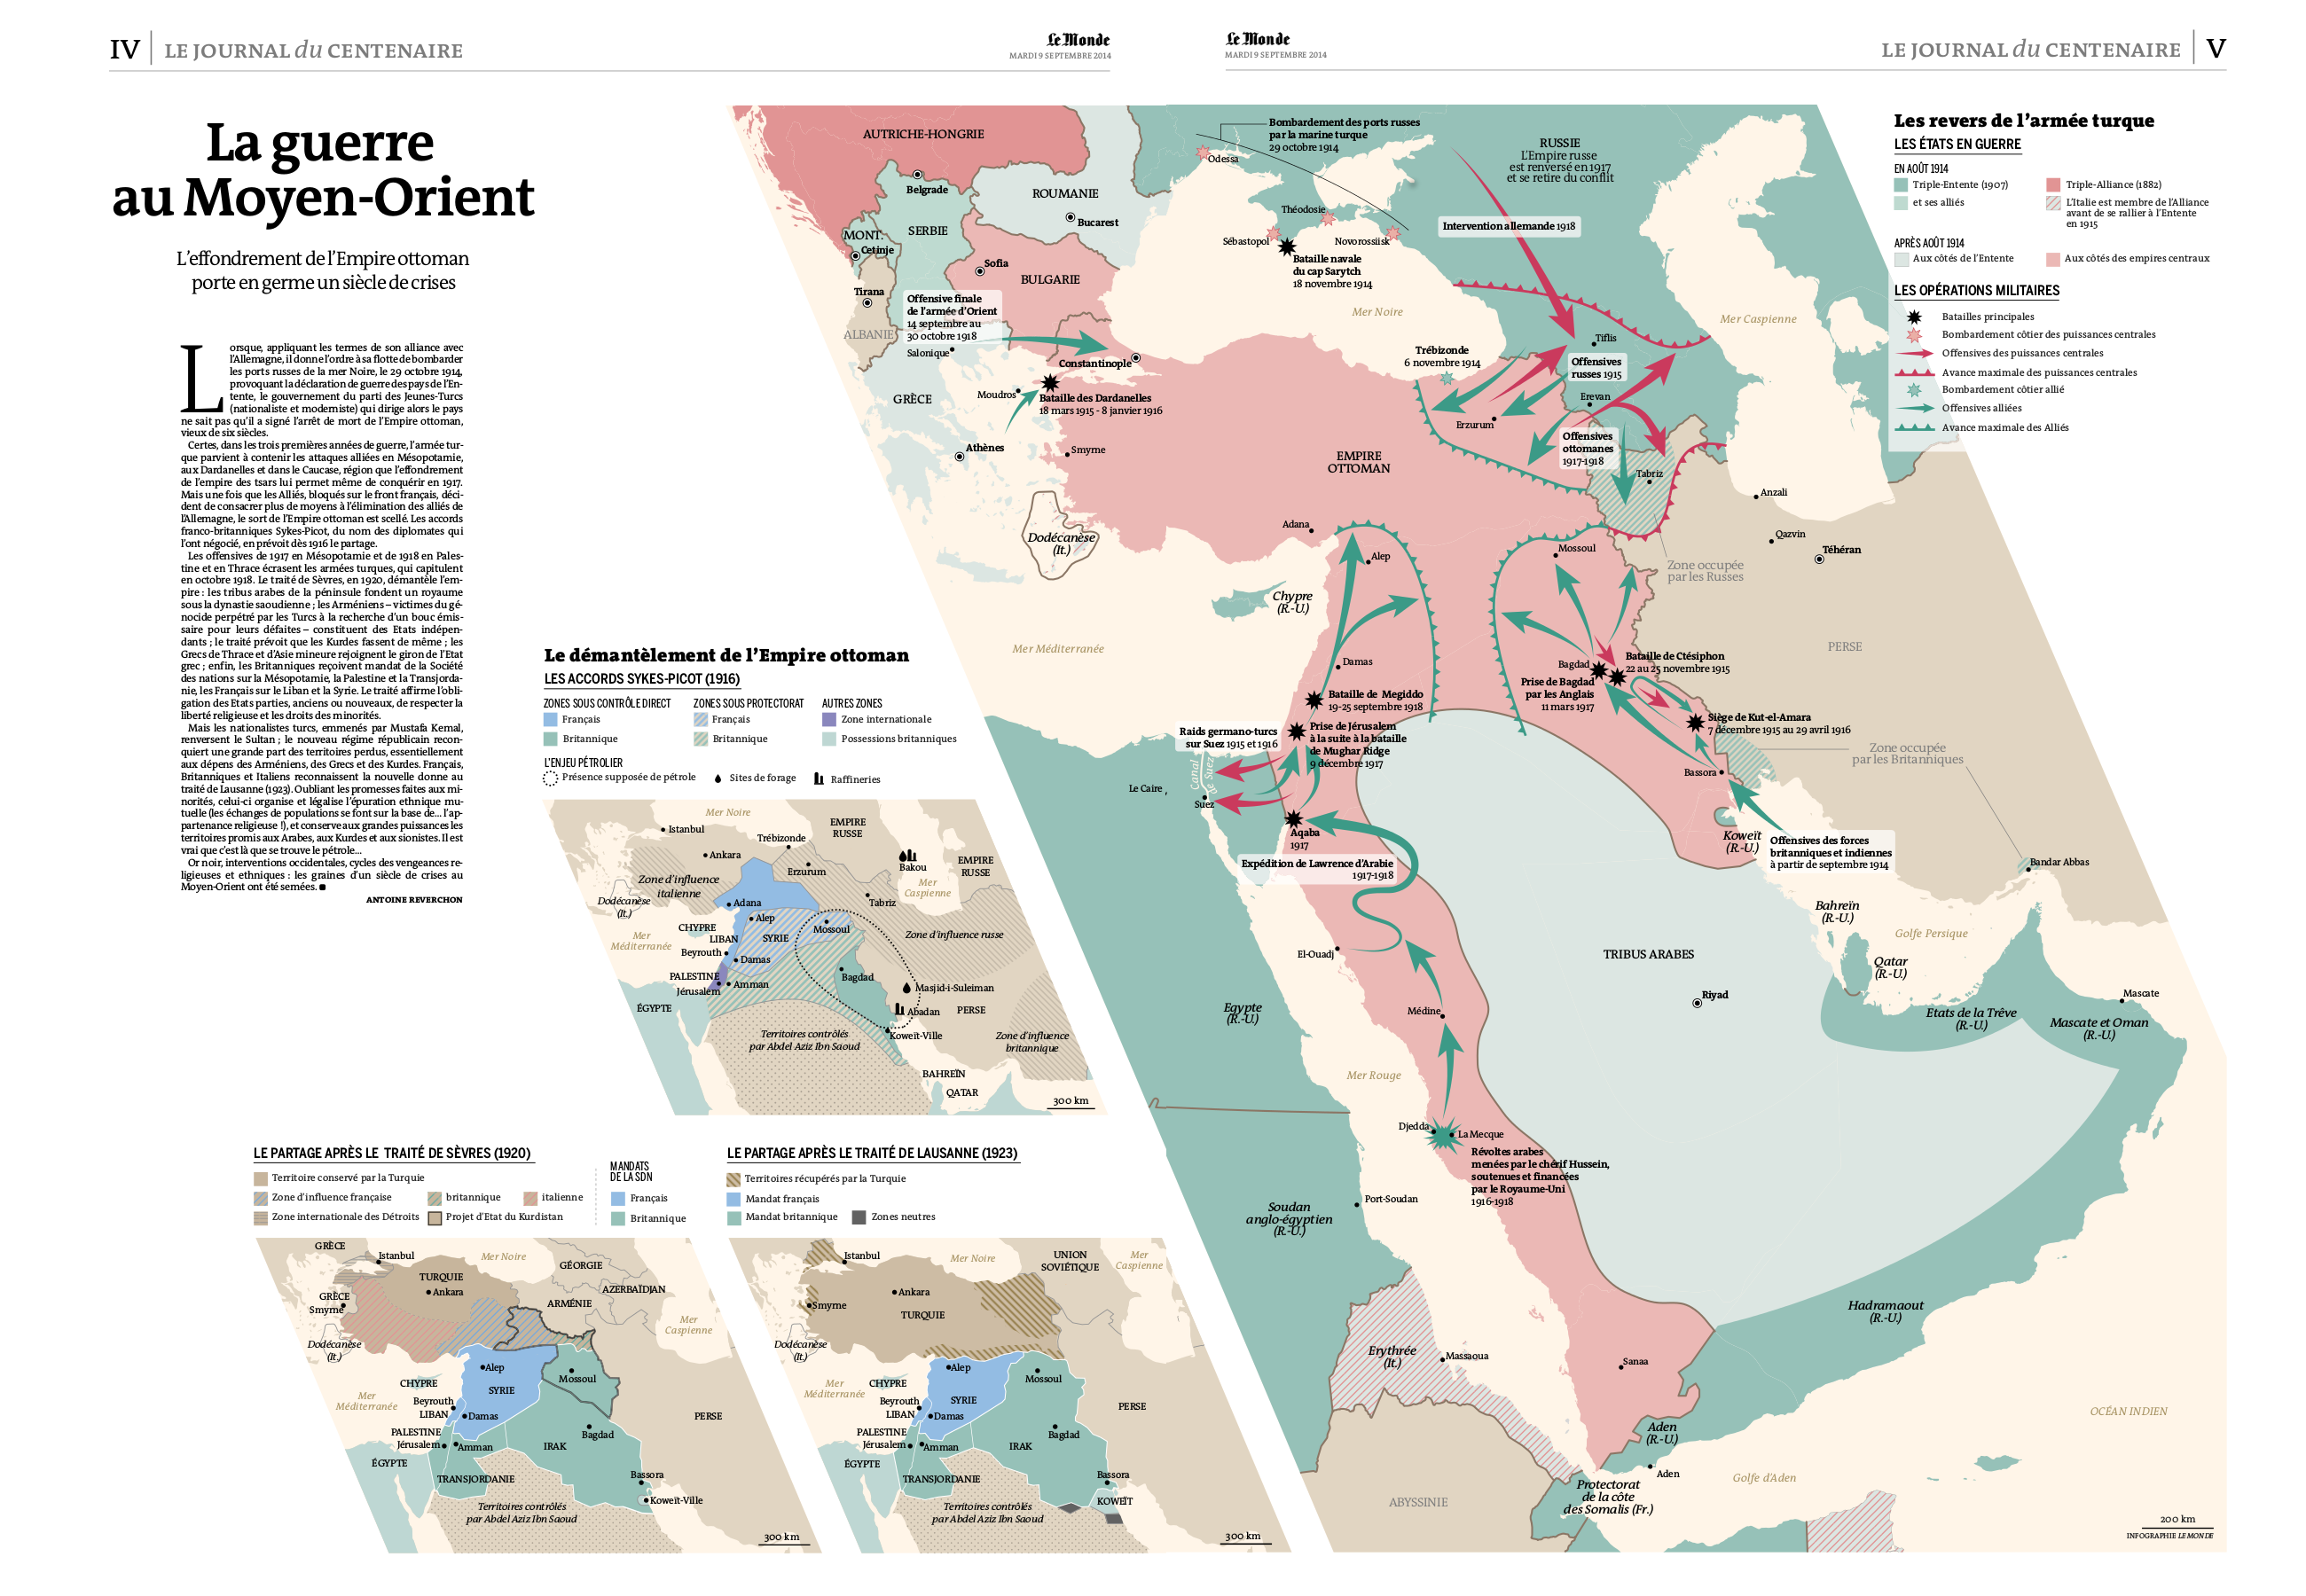 IV
LE JOURNAL du CENTENAIRE
Le Monde
MARDI 9 SEPTEMBRE 2014
Le Monde
MARDI 9 SEPTEMBRE 2014
LE JOURNAL du CENTENAIRE
V
La guerre
au Moyen-Orient
L'effondrement de l'Empire ottoman
porte en germe un siècle de crises
Lorsque, appliquant les termes de son alliance avec
l'Allemagne, il donne l'ordre à sa flotte de bombarder
les ports russes de la mer Noire, le 29 octobre 1914,
provoquant la déclaration de guerre des pays de l'En-
tente, le gouvernement du parti des Jeunes-Turcs
(nationaliste et moderniste) qui dirige alors le pays
ne sait pas qu'il a signé l'arrêt de mort de l'Empire ottoman,
vieux de six siècles.
Certes, dans les trois premières années de guerre, l'armée tur-
que parvient à contenir les attaques alliées en Mésopotamie,
aux Dardanelles et dans le Caucase, région que l'effondrement
de l'empire des tsars lui permet même de conquérir en 1917.
Mais une fois que les Alliés, bloqués sur le front français, déci-
dent de consacrer plus de moyens à l'élimination des alliés de
l'Allemagne, le sort de l'Empire ottoman est scellé. Les accords
franco-britanniques Sykes-Picot, du nom des diplomates qui
l'ont négocié, en prévoit dès 1916 le partage.
Les offensives de 1917 en Mésopotamie et de 1918 en Pales-
tine et en Thrace écrasent les armées turques, qui capitulent
en octobre 1918. Le traité de Sèvres, en 1920, démantèle l'em-
pire : les tribus arabes de la péninsule fondent un royaume
sous la dynastie saoudienne ; les Arméniens – victimes du gé-
nocide perpétré par les Turcs à la recherche d'un bouc émis-
saire pour leurs défaites – constituent des Etats indépen-
dants ; le traité prévoit que les Kurdes fassent de même ; les
Grecs de Thrace et d'Asie mineure rejoignent le giron de l'Etat
grec ; enfin, les Britanniques reçoivent mandat de la Société
des nations sur la Mésopotamie, la Palestine et la Transjorda-
nie, les Français sur le Liban et la Syrie. Le traité affirme l'obli-
gation des Etats parties, anciens ou nouveaux, de respecter la
liberté religieuse et les droits des minorités.
Mais les nationalistes turcs, emmenés par Mustafa Kemal,
renversent le Sultan ; le nouveau régime républicain recon-
quiert une grande part des territoires perdus, essentiellement
aux dépens des Arméniens, des Grecs et des Kurdes. Français,
Britanniques et Italiens reconnaissent la nouvelle donne au
traité de Lausanne (1923). Oubliant les promesses faites aux mi-
norités, celui-ci organise et légalise l'épuration ethnique mu-
tuelle (les échanges de populations se font sur la base de... l'ap-
partenance religieuse !), et conserve aux grandes puissances les
territoires promis aux Arabes, aux Kurdes et aux sionistes. Il est
vrai que c'est là que se trouve le pétrole...
Or noir, interventions occidentales, cycles des vengeances re-
ligieuses et ethniques : les graines d'un siècle de crises au
Moyen-Orient ont été semées.
ANTOINE REVERCHON
Les revers de l'armée turque
LES ÉTATS EN GUERRE
EN AOÛT 1914
Triple-Entente (1907)
et ses alliés
Triple-Alliance (1882)
L'Italie est membre de l'Alliance
avant de se rallier à l'Entente
en 1915
APRÈS AOÛT 1914
Aux côtés de l'Entente
Aux côtés des empires centraux
LES OPÉRATIONS MILITAIRES
Batailles principales
Bombardement côtier des puissances centrales
Offensives des puissances centrales
Avance maximale des puissances centrales
Bombardement côtier allié
Offensives alliées
Avance maximale des Alliés
AUTRICHE-HONGRIE
Belgrade
ROUMANIE
Bucarest
MONT.
Cetinje
SERBIE
Sofia
BULGARIE
Tirana
ALBANIE
Offensive finale
de l'armée d'Orient
14 septembre au
30 octobre 1918
Salonique
Constantinople
GRÈCE
Moudros
Bataille des Dardanelles
18 mars 1915 - 8 janvier 1916
Athènes
Smyrne
Dodécanèse
(It.)
Bombardement des ports russes
par la marine turque
29 octobre 1914
Odessa
Théodosie
Sébastopol
Novorossiisk
Bataille navale
du cap Sarytch
18 novembre 1914
Mer Noire
RUSSIE
L'Empire russe
est renversé en 1917
et se retire du conflit
Intervention allemande 1918
Mer Caspienne
Trébizonde
6 novembre 1914
Tiflis
Offensives
russes 1915
Erevan
Erzurum
Offensives
ottomanes
1917-1918
Tabriz
EMPIRE
OTTOMAN
Anzali
Qazvin
Téhéran
Adana
Alep
Mossoul
Zone occupée
par les Russes
Chypre
(R.-U.)
Mer Méditerranée
PERSE
Damas
Bagdad
Bataille de Ctésiphon
22 au 25 novembre 1915
Prise de Bagdad
par les Anglais
11 mars 1917
Bataille de Megiddo
19-25 septembre 1918
Siège de Kut-el-Amara
7 décembre 1915 au 29 avril 1916
Raids germano-turcs
sur Suez 1915 et 1916
Prise de Jérusalem
à la suite à la bataille
de Mughar Ridge
9 décembre 1917
Zone occupée
par les Britanniques
Canal
de Suez
Le Caire
Suez
Bassora
Aqaba
1917
Koweït
(R.-U.)
Offensives des forces
britanniques et indiennes
à partir de septembre 1914
Expédition de Lawrence d'Arabie
1917-1918
Bandar Abbas
Bahreïn
(R.-U.)
Golfe Persique
El-Ouadj
TRIBUS ARABES
Qatar
(R.-U.)
Riyad
Mascate
Egypte
(R.-U.)
Médine
Etats de la Trêve
(R.-U.)
Mascate et Oman
(R.-U.)
Mer Rouge
Djedda
La Mecque
Révoltes arabes
menées par le chérif Hussein,
soutenues et financées
par le Royaume-Uni
1916-1918
Port-Soudan
Soudan
anglo-égyptien
(R.-U.)
Hadramaout
(R.-U.)
Erythrée
(It.)
Massaoua
Sanaa
OCÉAN INDIEN
Aden
(R.-U.)
Aden
Golfe d'Aden
Protectorat
de la côte
des Somalis (Fr.)
ABYSSINIE
200 km
INFOGRAPHIE LE MONDE
Le démantèlement de l'Empire ottoman
LES ACCORDS SYKES-PICOT (1916)
ZONES SOUS CONTRÔLE DIRECT
Français
Britannique
ZONES SOUS PROTECTORAT
Français
Britannique
AUTRES ZONES
Zone internationale
Possessions britanniques
L'ENJEU PÉTROLIER
Présence supposée de pétrole
Sites de forage
Raffineries
Mer Noire
Istanbul
Trébizonde
EMPIRE
RUSSE
Ankara
Erzurum
Bakou
EMPIRE
RUSSE
Zone d'influence
italienne
Mer
Caspienne
Dodécanèse
(It.)
Adana
Tabriz
Alep
CHYPRE
LIBAN
SYRIE
Mossoul
Zone d'influence russe
Mer
Méditerranée
Beyrouth
Damas
PALESTINE
Amman
Jérusalem
Bagdad
Masjid-i-Suleiman
ÉGYPTE
Abadan
PERSE
Territoires contrôlés
par Abdel Aziz Ibn Saoud
Koweït-Ville
Zone d'influence
britannique
BAHREÏN
QATAR
300 km
LE PARTAGE APRÈS LE TRAITÉ DE SÈVRES (1920)
Territoire conservé par la Turquie
Zone d'influence française
britannique
italienne
Zone internationale des Détroits
Projet d'Etat du Kurdistan
MANDATS
DE LA SDN
Français
Britannique
GRÈCE
Istanbul
Mer Noire
GÉORGIE
TURQUIE
Ankara
AZERBAÏDJAN
GRÈCE
Smyrne
ARMÉNIE
Mer
Caspienne
Dodécanèse
(It.)
Alep
Mossoul
CHYPRE
SYRIE
Mer
Méditerranée
Beyrouth
LIBAN
Damas
PERSE
PALESTINE
Jérusalem
Amman
Bagdad
IRAK
ÉGYPTE
TRANSJORDANIE
Bassora
Koweït-Ville
Territoires contrôlés
par Abdel Aziz Ibn Saoud
300 km
LE PARTAGE APRÈS LE TRAITÉ DE LAUSANNE (1923)
Territoires récupérés par la Turquie
Mandat français
Mandat britannique
Zones neutres
Istanbul
Mer Noire
UNION
SOVIÉTIQUE
Mer
Caspienne
Ankara
Smyrne
TURQUIE
Dodécanèse
(It.)
Alep
Mossoul
CHYPRE
SYRIE
Mer
Méditerranée
Beyrouth
LIBAN
Damas
PERSE
PALESTINE
Jérusalem
Amman
Bagdad
IRAK
ÉGYPTE
TRANSJORDANIE
Bassora
KOWEÏT
Territoires contrôlés
par Abdel Aziz Ibn Saoud
300 km